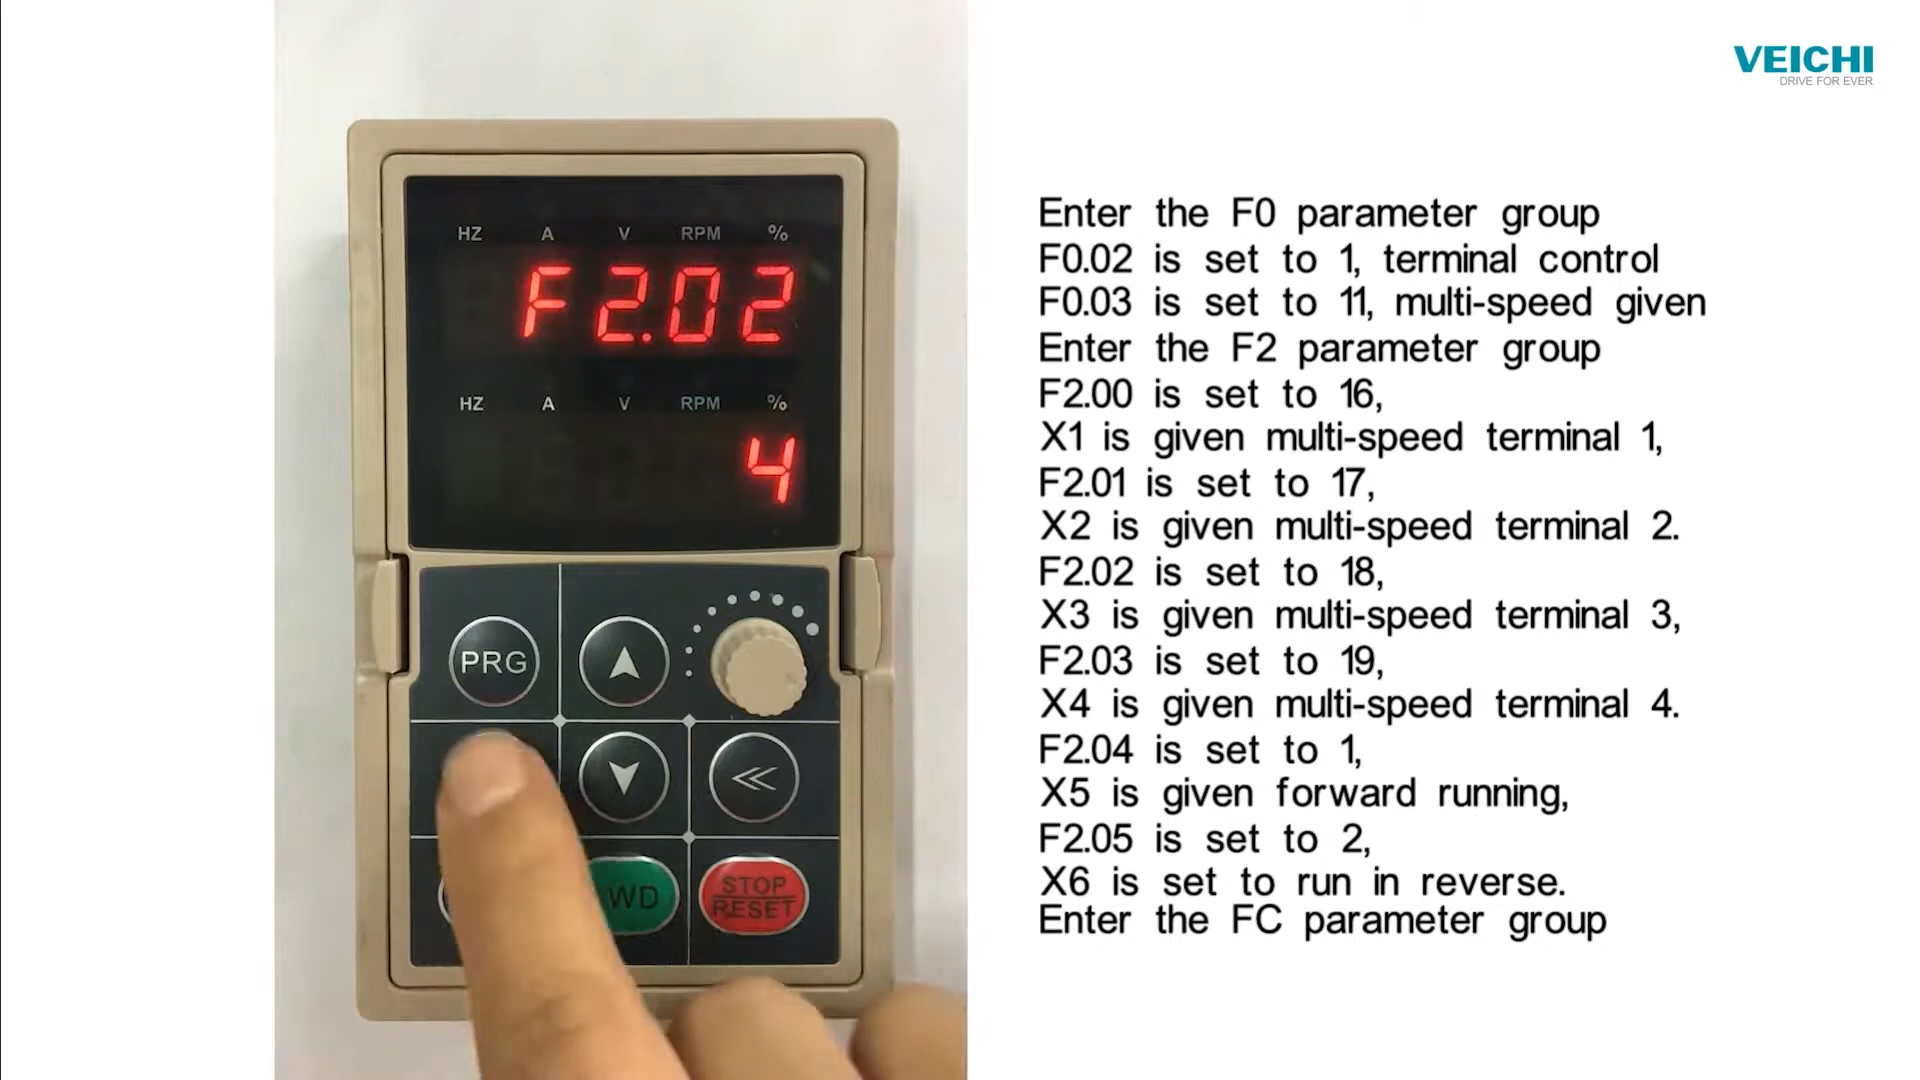 VEICHI
DRIVE FOR EVER
HZ A V RPM %
F2.02
HZ A V RPM %
4
PRG
WD
STOP
RESET
Enter the F0 parameter group
F0.02 is set to 1, terminal control
F0.03 is set to 11, multi-speed given
Enter the F2 parameter group
F2.00 is set to 16,
X1 is given multi-speed terminal 1,
F2.01 is set to 17,
X2 is given multi-speed terminal 2.
F2.02 is set to 18,
X3 is given multi-speed terminal 3,
F2.03 is set to 19,
X4 is given multi-speed terminal 4.
F2.04 is set to 1,
X5 is given forward running,
F2.05 is set to 2,
X6 is set to run in reverse.
Enter the FC parameter group